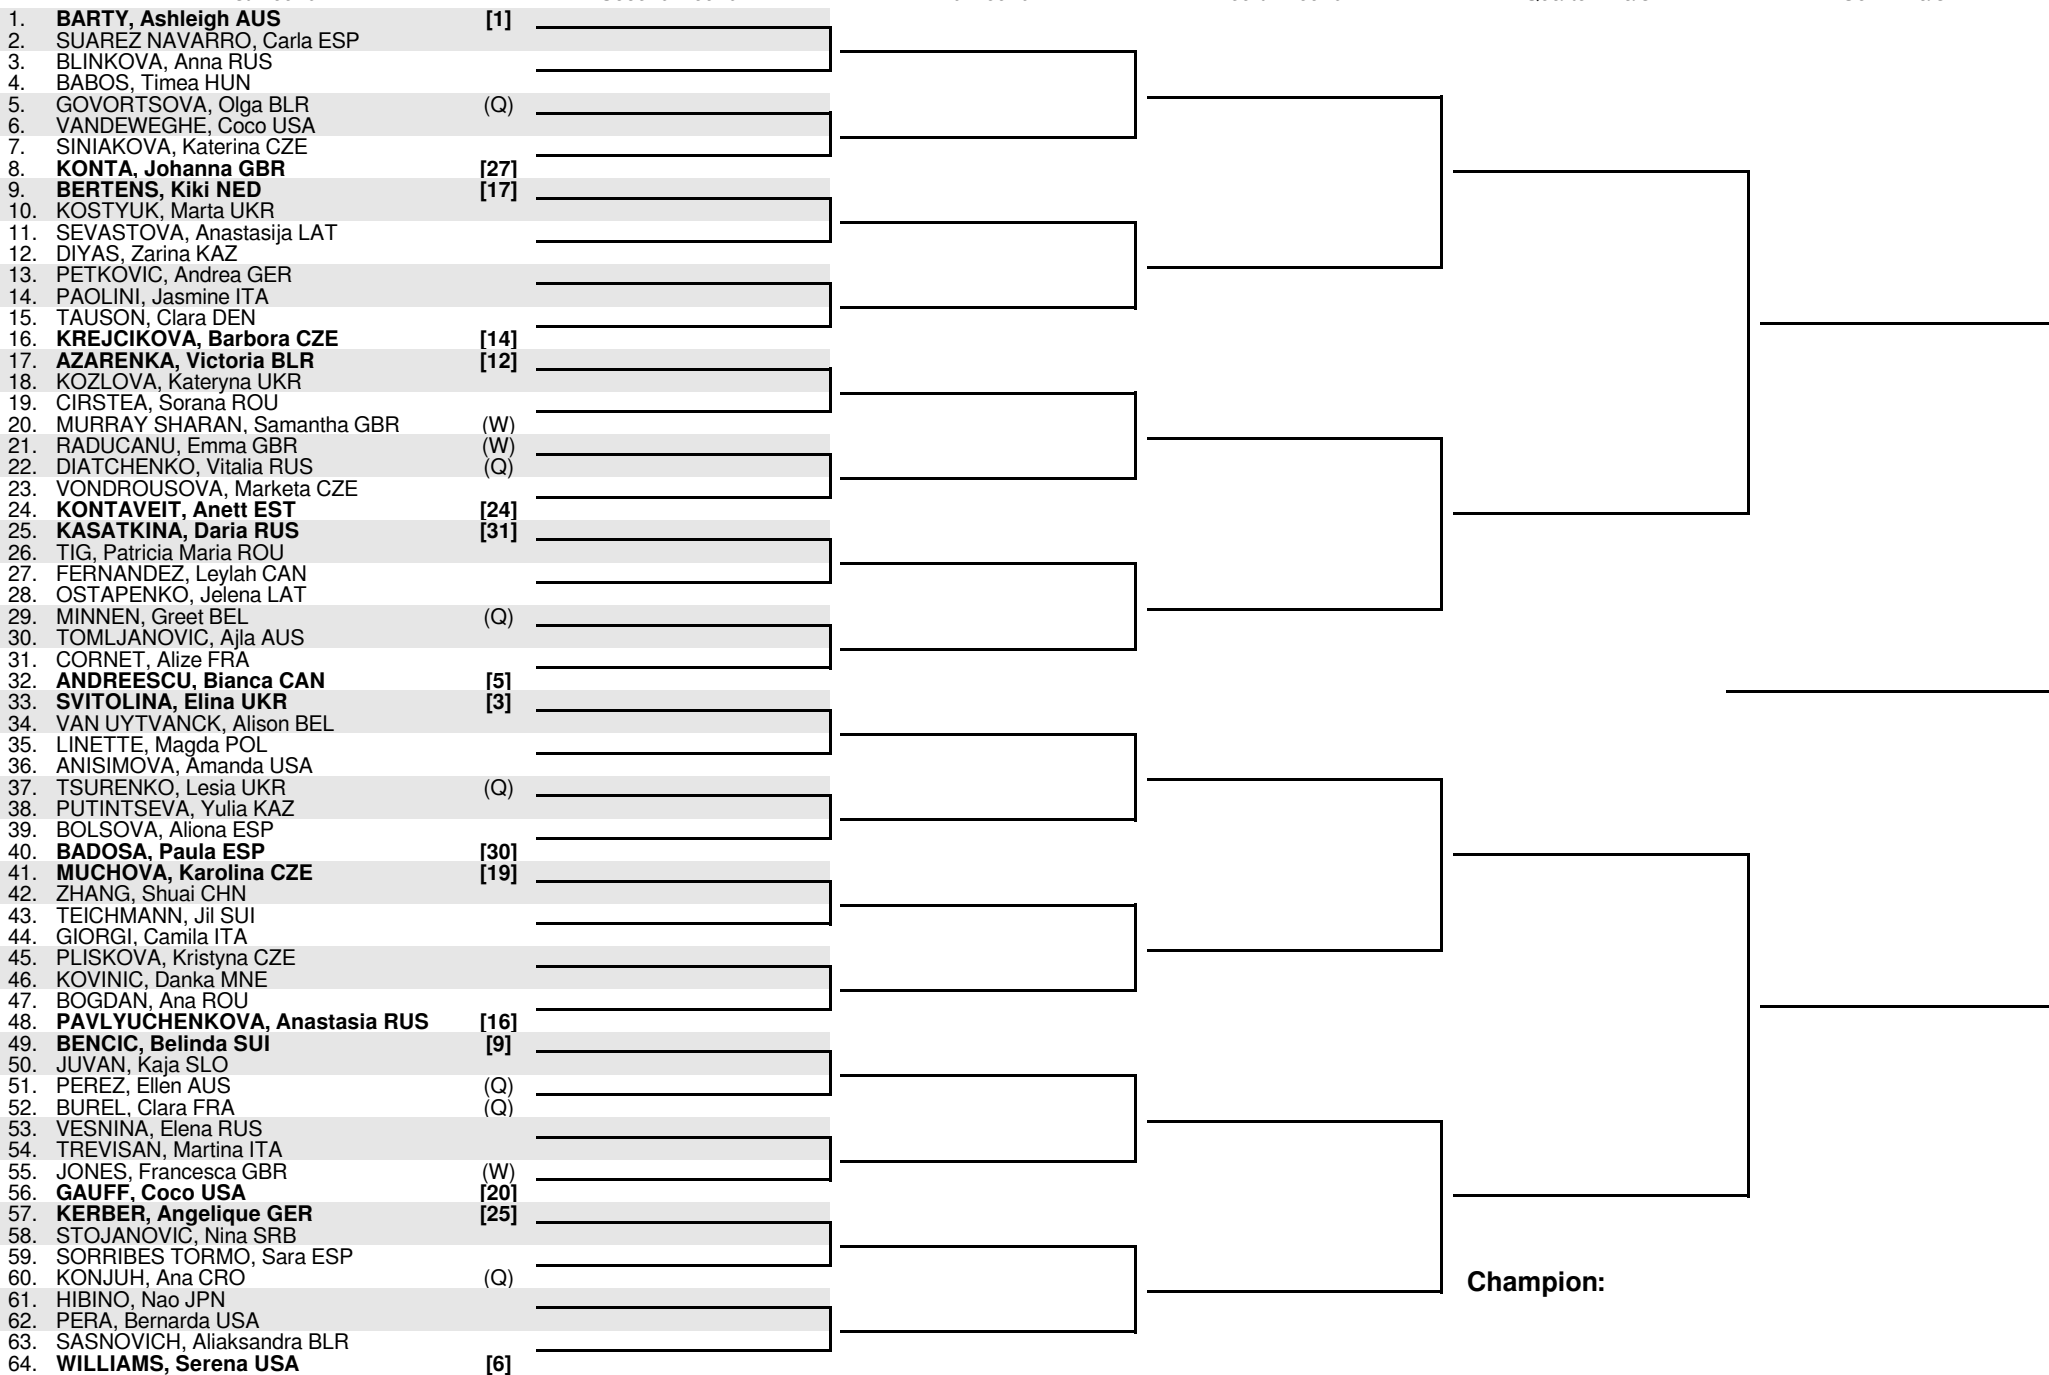 1. BARTY, Ashleigh AUS [1]
2. SUAREZ NAVARRO, Carla ESP
3. BLINKOVA, Anna RUS
4. BABOS, Timea HUN
5. GOVORTSOVA, Olga BLR (Q)
6. VANDEWEGHE, Coco USA
7. SINIAKOVA, Katerina CZE
8. KONTA, Johanna GBR [27]
9. BERTENS, Kiki NED [17]
10. KOSTYUK, Marta UKR
11. SEVASTOVA, Anastasija LAT
12. DIYAS, Zarina KAZ
13. PETKOVIC, Andrea GER
14. PAOLINI, Jasmine ITA
15. TAUSON, Clara DEN
16. KREJCIKOVA, Barbora CZE [14]
17. AZARENKA, Victoria BLR [12]
18. KOZLOVA, Kateryna UKR
19. CIRSTEA, Sorana ROU
20. MURRAY SHARAN, Samantha GBR (W)
21. RADUCANU, Emma GBR (W)
22. DIATCHENKO, Vitalia RUS (Q)
23. VONDROUSOVA, Marketa CZE
24. KONTAVEIT, Anett EST [24]
25. KASATKINA, Daria RUS [31]
26. TIG, Patricia Maria ROU
27. FERNANDEZ, Leylah CAN
28. OSTAPENKO, Jelena LAT
29. MINNEN, Greet BEL (Q)
30. TOMLJANOVIC, Ajla AUS
31. CORNET, Alize FRA
32. ANDREESCU, Bianca CAN [5]
33. SVITOLINA, Elina UKR [3]
34. VAN UYTVANCK, Alison BEL
35. LINETTE, Magda POL
36. ANISIMOVA, Amanda USA
37. TSURENKO, Lesia UKR (Q)
38. PUTINTSEVA, Yulia KAZ
39. BOLSOVA, Aliona ESP
40. BADOSA, Paula ESP [30]
41. MUCHOVA, Karolina CZE [19]
42. ZHANG, Shuai CHN
43. TEICHMANN, Jil SUI
44. GIORGI, Camila ITA
45. PLISKOVA, Kristyna CZE
46. KOVINIC, Danka MNE
47. BOGDAN, Ana ROU
48. PAVLYUCHENKOVA, Anastasia RUS [16]
49. BENCIC, Belinda SUI [9]
50. JUVAN, Kaja SLO
51. PEREZ, Ellen AUS (Q)
52. BUREL, Clara FRA (Q)
53. VESNINA, Elena RUS
54. TREVISAN, Martina ITA
55. JONES, Francesca GBR (W)
56. GAUFF, Coco USA [20]
57. KERBER, Angelique GER [25]
58. STOJANOVIC, Nina SRB
59. SORRIBES TORMO, Sara ESP
60. KONJUH, Ana CRO (Q)
Champion:
61. HIBINO, Nao JPN
62. PERA, Bernarda USA
63. SASNOVICH, Aliaksandra BLR
64. WILLIAMS, Serena USA [6]